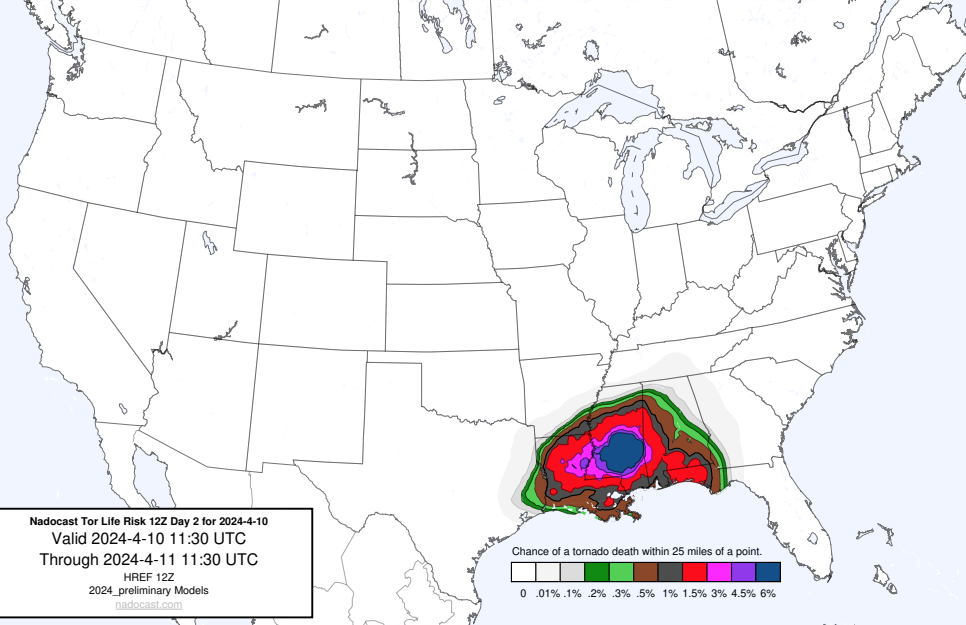 Nadocast Tor Life Risk 12Z Day 2 for 2024-4-10
Valid 2024-4-10 11:30 UTC
Through 2024-4-11 11:30 UTC
HREF 12Z
2024_preliminary Models
nadocast.com
Chance of a tornado death within 25 miles of a point.
0 .01% .1% .2% .3% .5% 1% 1.5% 3% 4.5% 6%